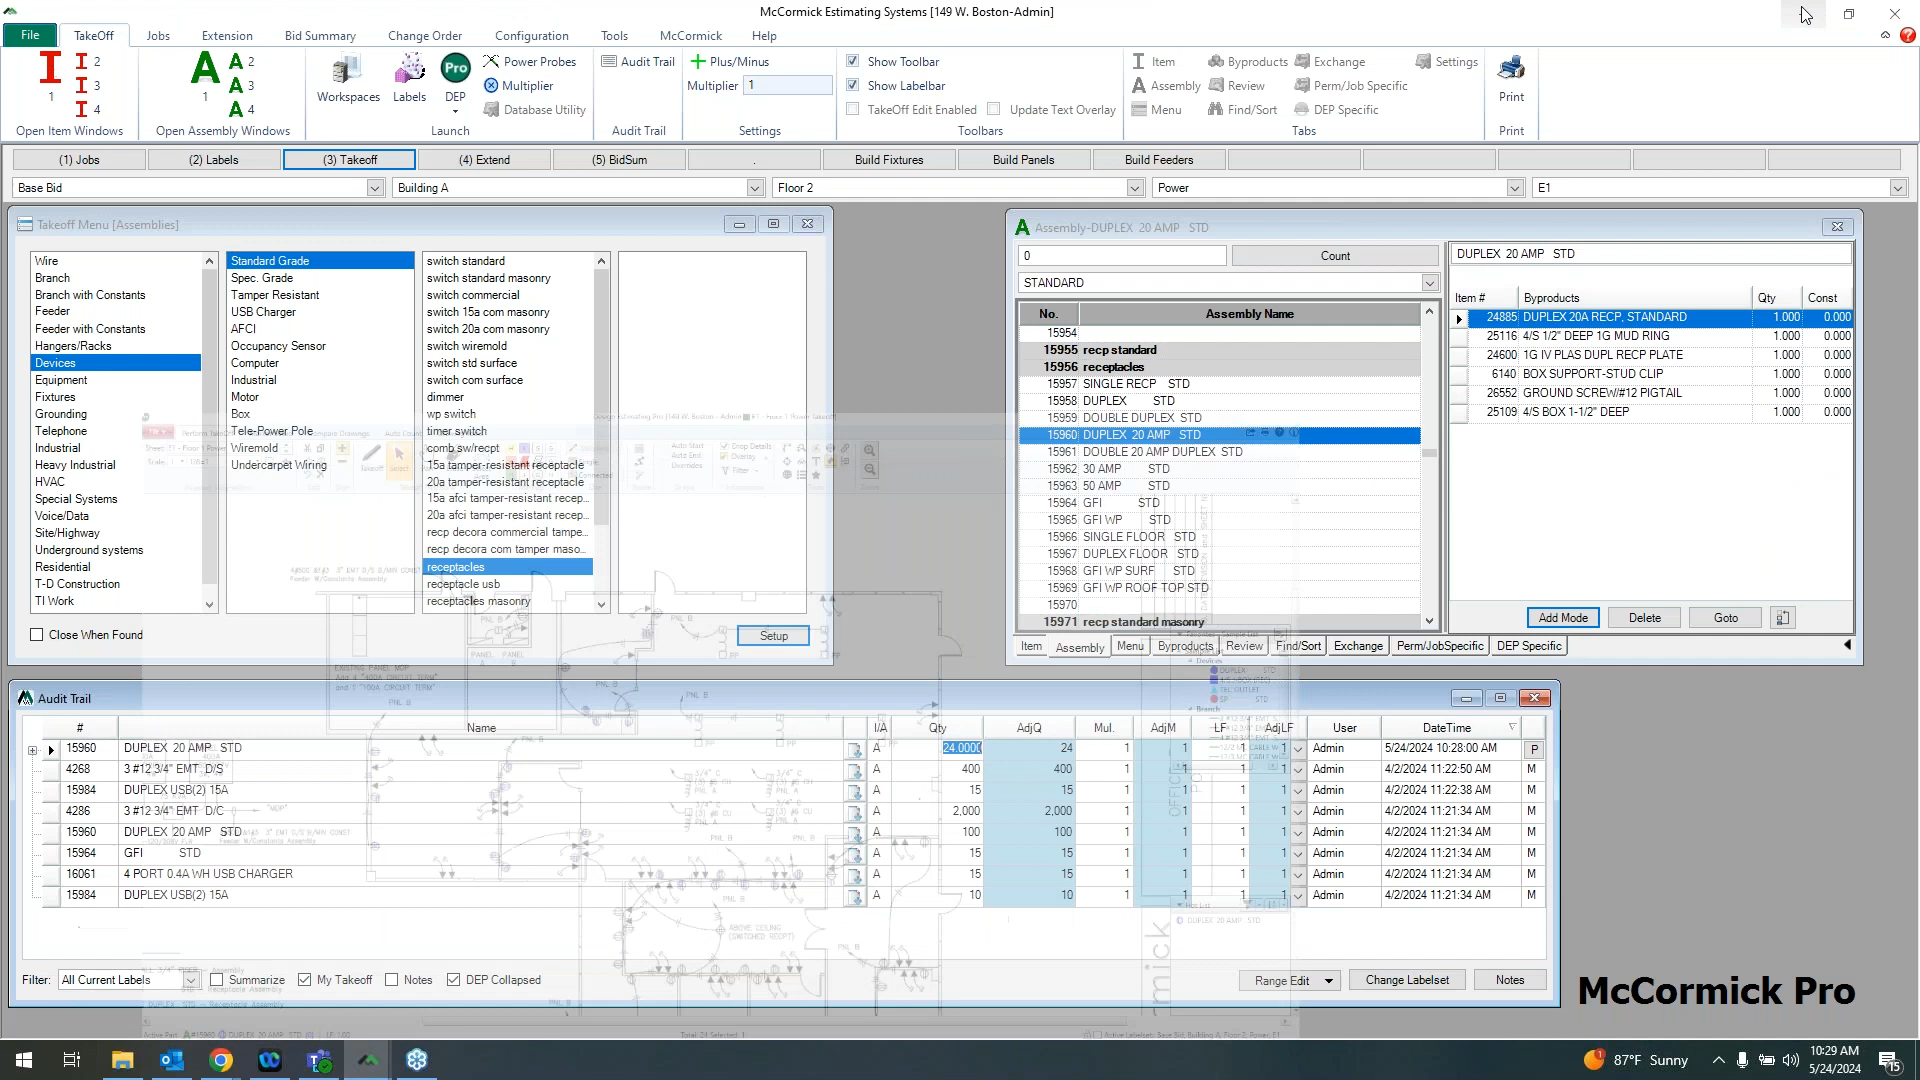 McCormick Estimating Systems [149 W. Boston-Admin]
File TakeOff Jobs Extension Bid Summary Change Order Configuration Tools McCormick Help
2 2 Power Probes Audit Trail Plus/Minus Show Toolbar Item Byproducts Exchange Settings
3 3 Multiplier Multiplier 1 Show Labelbar Assembly Review Perm/Job Specific
1 4 1 4 Workspaces Labels DEP Database Utility TakeOff Edit Enabled Update Text Overlay Menu Find/Sort DEP Specific Print
Open Item Windows Open Assembly Windows Launch Audit Trail Settings Toolbars Tabs Print
(1) Jobs (2) Labels (3) Takeoff (4) Extend (5) BidSum . Build Fixtures Build Panels Build Feeders
Base Bid Building A Floor 2 Power E1
Takeoff Menu [Assemblies]
Wire
Branch
Branch with Constants
Feeder
Feeder with Constants
Hangers/Racks
Devices
Equipment
Fixtures
Grounding
Telephone
Industrial
Heavy Industrial
HVAC
Special Systems
Voice/Data
Site/Highway
Underground systems
Residential
T-D Construction
TI Work
Standard Grade
Spec. Grade
Tamper Resistant
USB Charger
AFCI
Occupancy Sensor
Computer
Industrial
Motor
Box
Tele-Power Pole
Wiremold
Undercarpet Wiring
switch standard
switch standard masonry
switch commercial
switch 15a com masonry
switch 20a com masonry
switch wiremold
switch std surface
switch com surface
dimmer
wp switch
timer switch
comb sw/recpt
15a tamper-resistant receptacle
20a tamper-resistant receptacle
15a afci tamper-resistant recep...
20a afci tamper-resistant recep...
recp decora commercial tampe...
recp decora com tamper maso...
receptacles
receptacle usb
receptacles masonry
Close When Found
Setup
Assembly-DUPLEX 20 AMP STD
0 Count
STANDARD
No. Assembly Name
15954
15955 recp standard
15956 receptacles
15957 SINGLE RECP STD
15958 DUPLEX STD
15959 DOUBLE DUPLEX STD
15960 DUPLEX 20 AMP STD
15961 DOUBLE 20 AMP DUPLEX STD
15962 30 AMP STD
15963 50 AMP STD
15964 GFI STD
15965 GFI WP STD
15966 SINGLE FLOOR STD
15967 DUPLEX FLOOR STD
15968 GFI WP SURF STD
15969 GFI WP ROOF TOP STD
15970
15971 recp standard masonry
DUPLEX 20 AMP STD
Item # Byproducts Qty Const
24885 DUPLEX 20A RECP, STANDARD 1.000 0.000
25116 4/S 1/2" DEEP 1G MUD RING 1.000 0.000
24600 1G IV PLAS DUPL RECP PLATE 1.000 0.000
6140 BOX SUPPORT-STUD CLIP 1.000 0.000
26552 GROUND SCREW/#12 PIGTAIL 1.000 0.000
25109 4/S BOX 1-1/2" DEEP 1.000 0.000
Add Mode Delete Goto
Item Assembly Menu Byproducts Review Find/Sort Exchange Perm/JobSpecific DEP Specific
Audit Trail
# Name I/A Qty AdjQ Mul. AdjM LF AdjLF User DateTime
15960 DUPLEX 20 AMP STD A 24.0000 24 1 1 1 1 Admin 5/24/2024 10:28:00 AM P
4268 3 #12 3/4" EMT D/S A 400 400 1 1 1 1 Admin 4/2/2024 11:22:50 AM M
15984 DUPLEX USB(2) 15A A 15 15 1 1 1 1 Admin 4/2/2024 11:22:38 AM M
4286 3 #12 3/4" EMT D/C A 2,000 2,000 1 1 1 1 Admin 4/2/2024 11:21:34 AM M
15960 DUPLEX 20 AMP STD A 100 100 1 1 1 1 Admin 4/2/2024 11:21:34 AM M
15964 GFI STD A 15 15 1 1 1 1 Admin 4/2/2024 11:21:34 AM M
16061 4 PORT 0.4A WH USB CHARGER A 15 15 1 1 1 1 Admin 4/2/2024 11:21:34 AM M
15984 DUPLEX USB(2) 15A A 10 10 1 1 1 1 Admin 4/2/2024 11:21:34 AM M
Filter: All Current Labels Summarize My Takeoff Notes DEP Collapsed Range Edit Change Labelset Notes
McCormick Pro
87°F Sunny
10:29 AM
5/24/2024
15